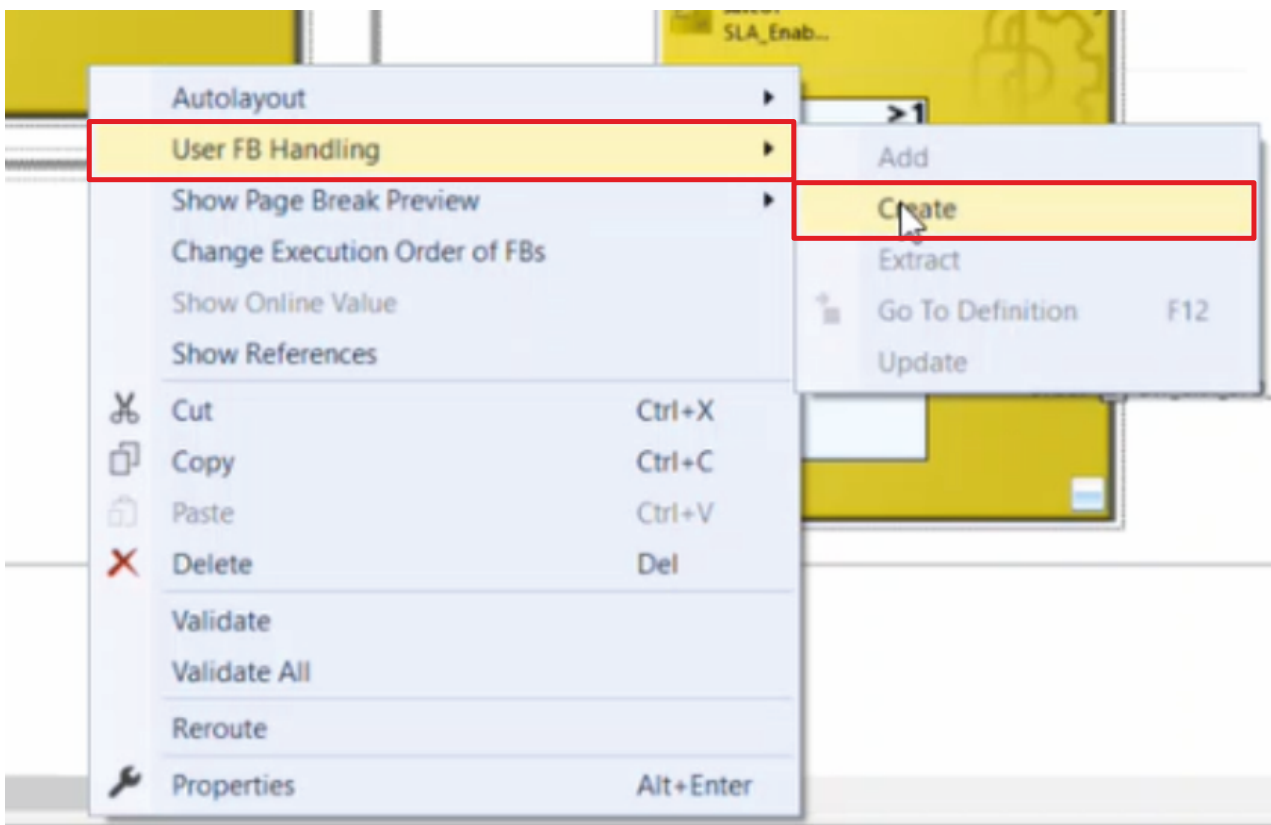 SLA_Enab...
>1
Autolayout
User FB Handling
Show Page Break Preview
Change Execution Order of FBs
Show Online Value
Show References
Cut Ctrl+X
Copy Ctrl+C
Paste Ctrl+V
Delete Del
Validate
Validate All
Reroute
Properties Alt+Enter
Add
Create
Extract
Go To Definition F12
Update